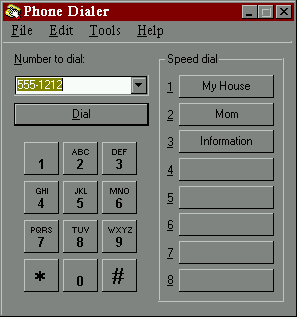 Phone Dialer
File Edit Tools Help
Number to dial:
555-1212
Dial
1
ABC
2
DEF
3
GHI
4
JKL
5
MNO
6
PQRS
7
TUV
8
WXYZ
9
*
0
#
Speed dial
1 My House
2 Mom
3 Information
4
5
6
7
8